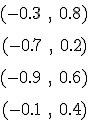 (−0.3 , 0.8)
(−0.7 , 0.2)
(−0.9 , 0.6)
(−0.1 , 0.4)